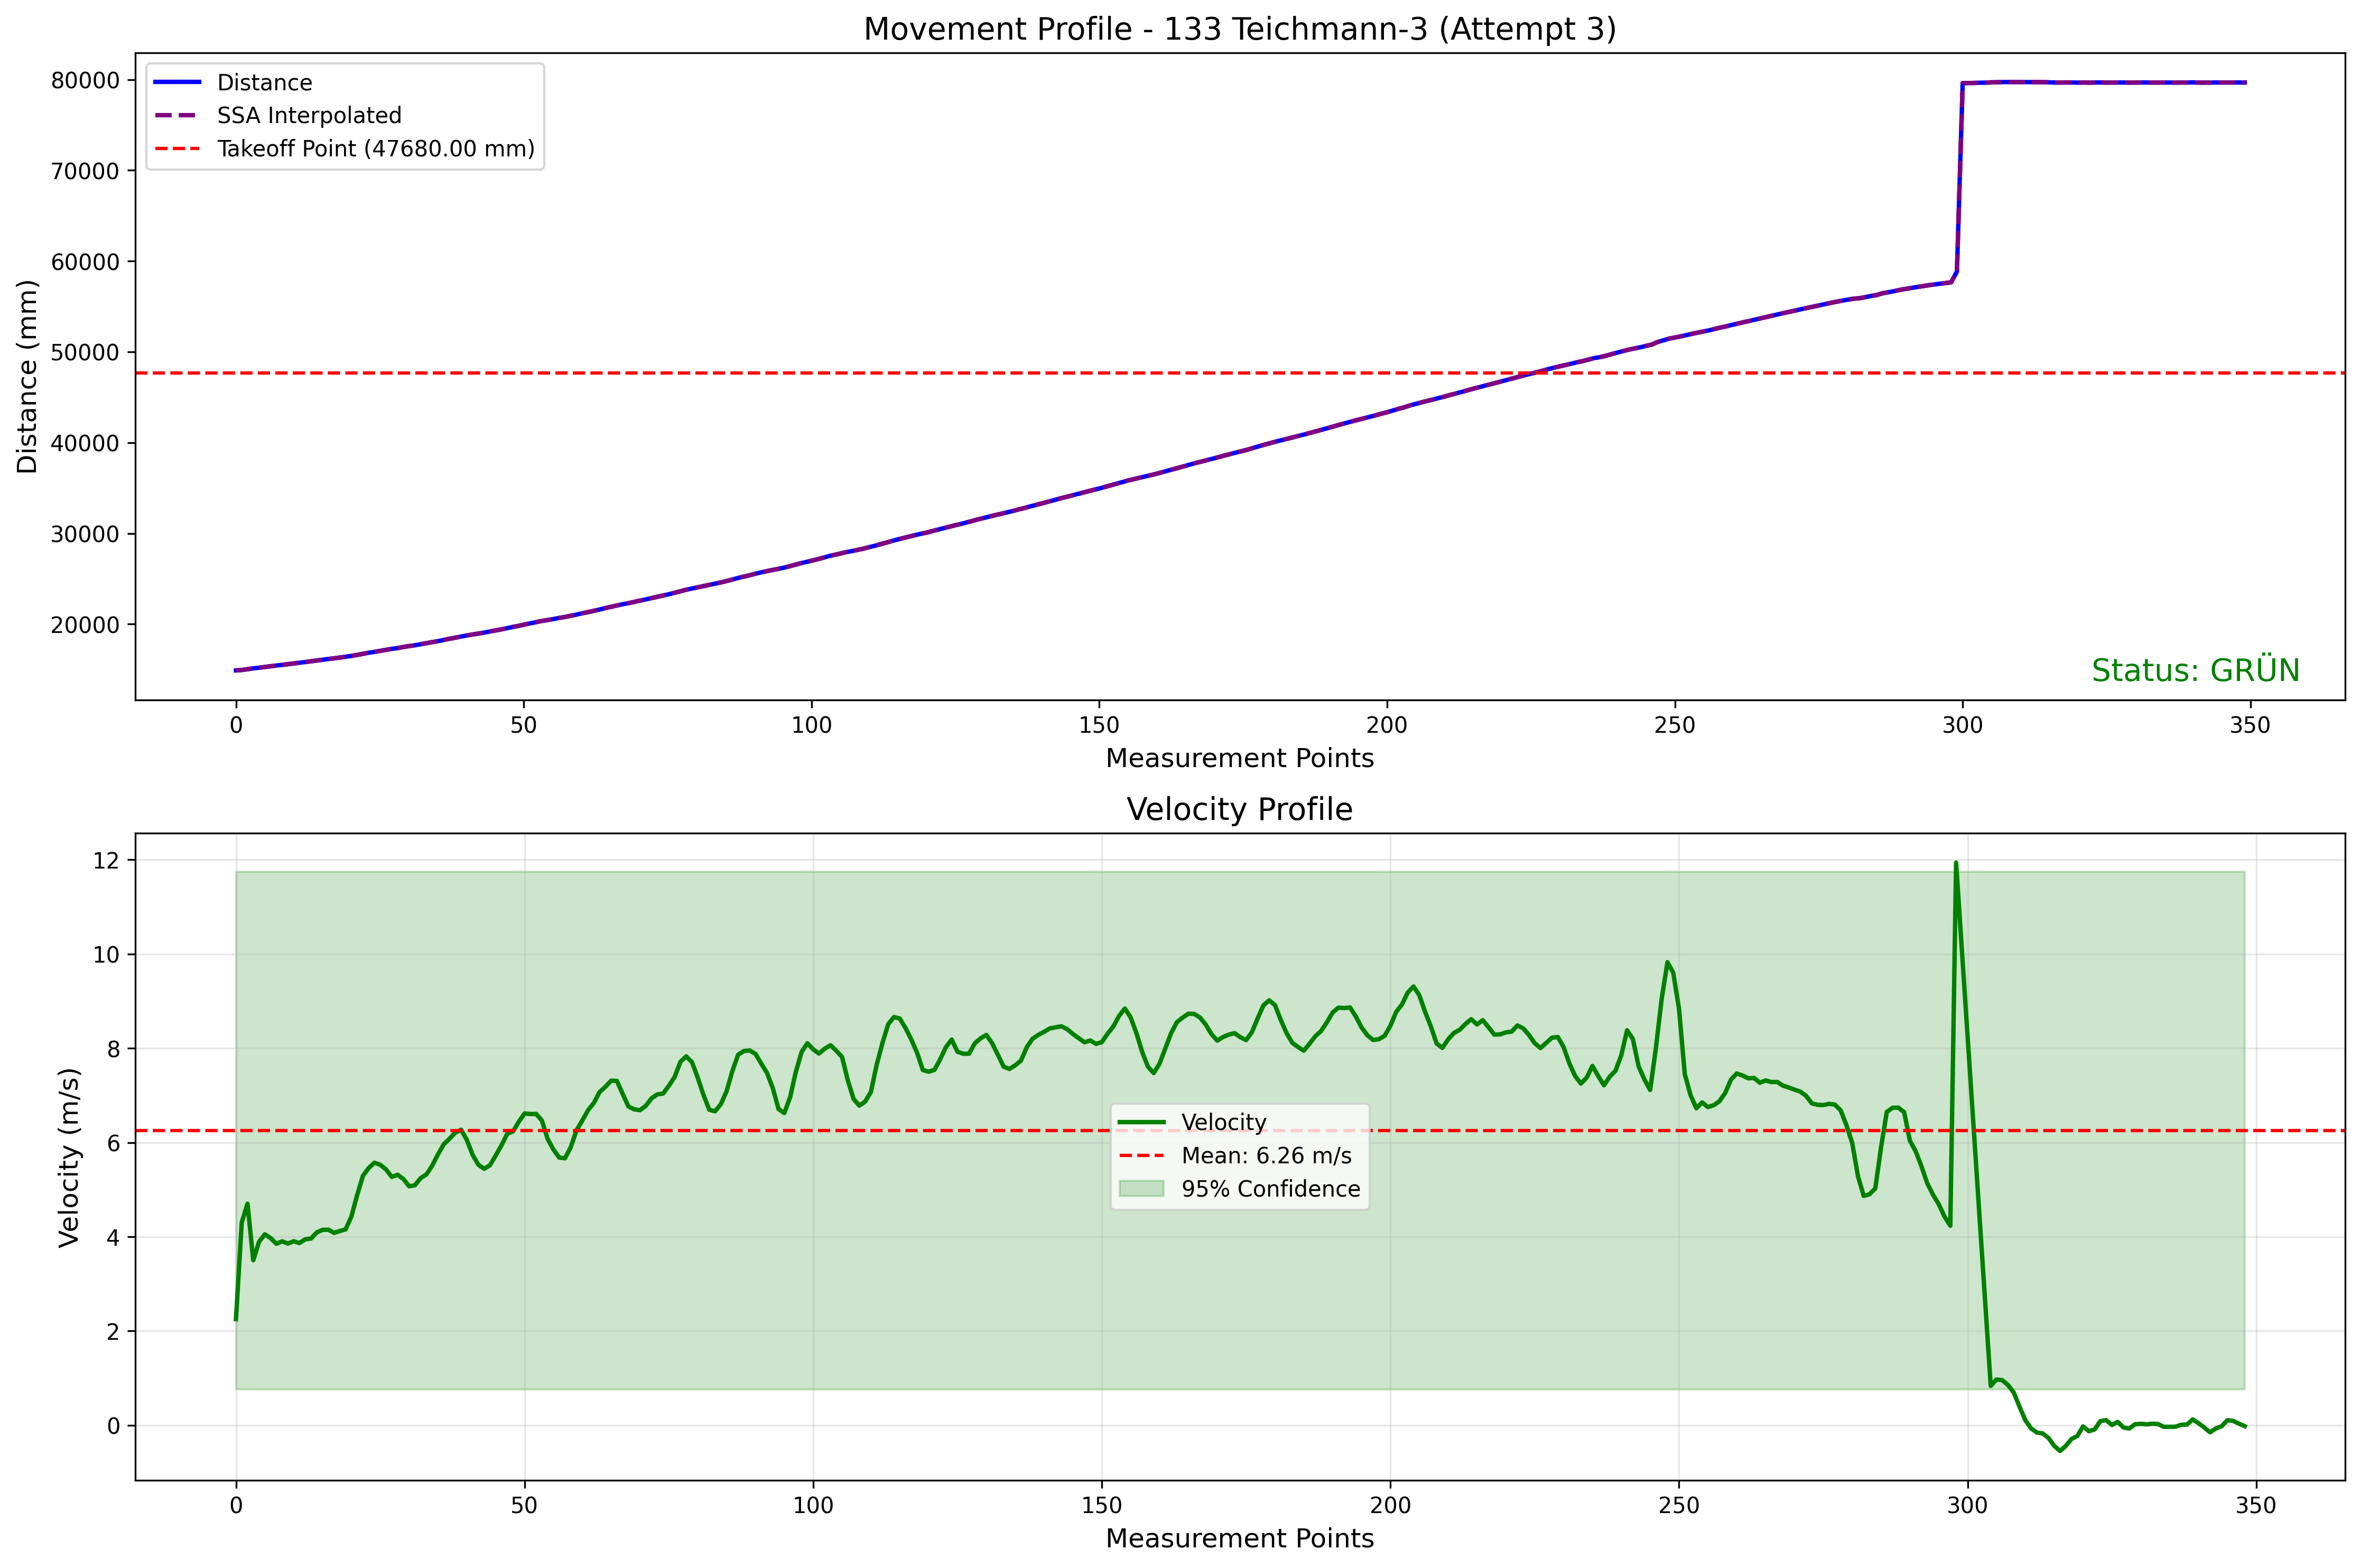 Movement Profile - 133 Teichmann-3 (Attempt 3)
Distance
SSA Interpolated
Takeoff Point (47680.00 mm)
80000
70000
60000
50000
40000
30000
20000
Distance (mm)
Status: GRÜN
0 50 100 150 200 250 300 350
Measurement Points
Velocity Profile
12
10
8
6
4
2
0
Velocity (m/s)
Velocity
Mean: 6.26 m/s
95% Confidence
0 50 100 150 200 250 300 350
Measurement Points